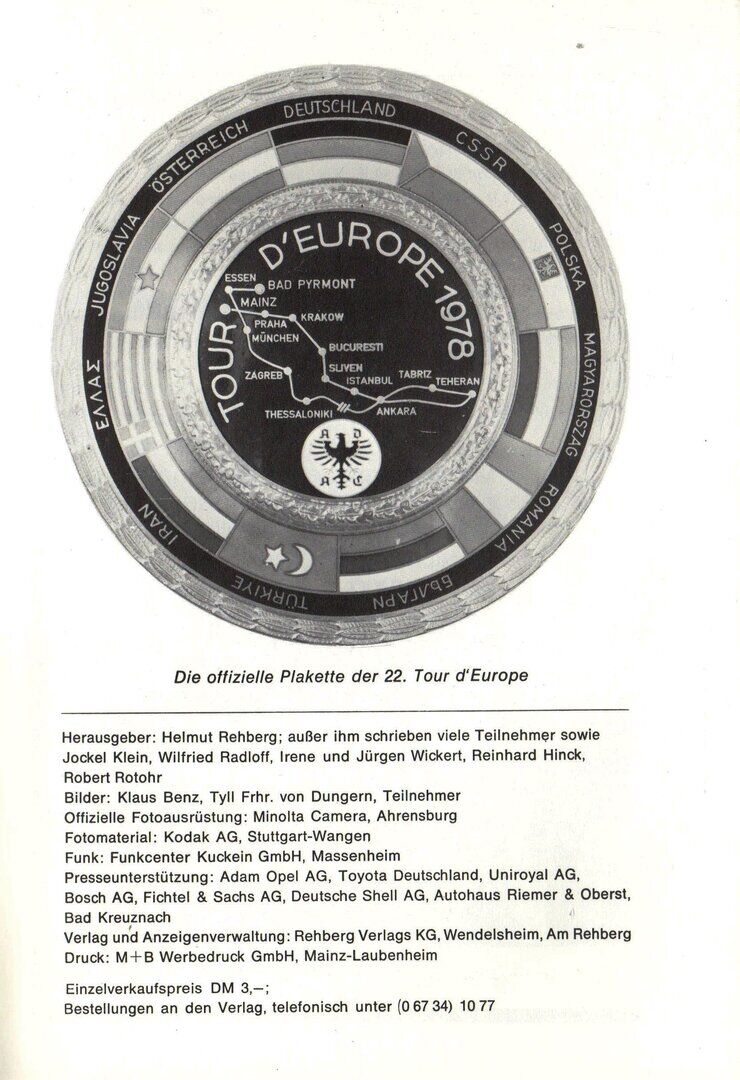 DEUTSCHLAND
CSSR
POLSKA
MAGYARORSZAG
ROMANIA
БЪЛГАРИ
TÜRKIYE
IRAN
ΕΛΛΑΣ
JUGOSLAVIA
ÖSTERREICH
TOUR D'EUROPE 1978
ESSEN
BAD PYRMONT
MAINZ
PRAHA
KRAKOW
MÜNCHEN
BUCURESTI
ZAGREB
SLIVEN
ISTANBUL
TABRIZ
TEHERAN
THESSALONIKI
ANKARA
A D
A C
Die offizielle Plakette der 22. Tour d'Europe
Herausgeber: Helmut Rehberg; außer ihm schrieben viele Teilnehmer sowie
Jockel Klein, Wilfried Radloff, Irene und Jürgen Wickert, Reinhard Hinck,
Robert Rotohr
Bilder: Klaus Benz, Tyll Frhr. von Dungern, Teilnehmer
Offizielle Fotoausrüstung: Minolta Camera, Ahrensburg
Fotomaterial: Kodak AG, Stuttgart-Wangen
Funk: Funkcenter Kuckein GmbH, Massenheim
Presseunterstützung: Adam Opel AG, Toyota Deutschland, Uniroyal AG,
Bosch AG, Fichtel & Sachs AG, Deutsche Shell AG, Autohaus Riemer & Oberst,
Bad Kreuznach
Verlag und Anzeigenverwaltung: Rehberg Verlags KG, Wendelsheim, Am Rehberg
Druck: M+B Werbedruck GmbH, Mainz-Laubenheim
Einzelverkaufspreis DM 3,—;
Bestellungen an den Verlag, telefonisch unter (0 67 34) 10 77